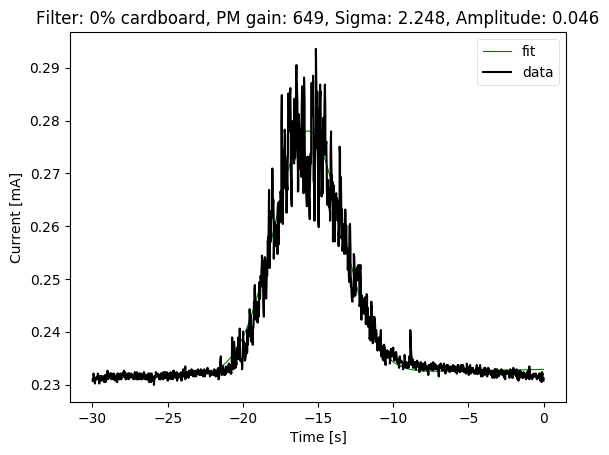 Filter: 0% cardboard, PM gain: 649, Sigma: 2.248, Amplitude: 0.046
fit
data
0.29
0.28
0.27
0.26
0.25
0.24
0.23
Current [mA]
−30
−25
−20
−15
−10
−5
0
Time [s]